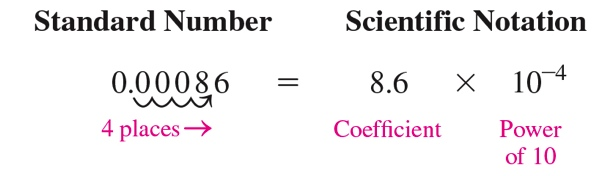 Standard Number Scientific Notation
0.00086 = 8.6 × 10⁻⁴
4 places → Coefficient Power
of 10